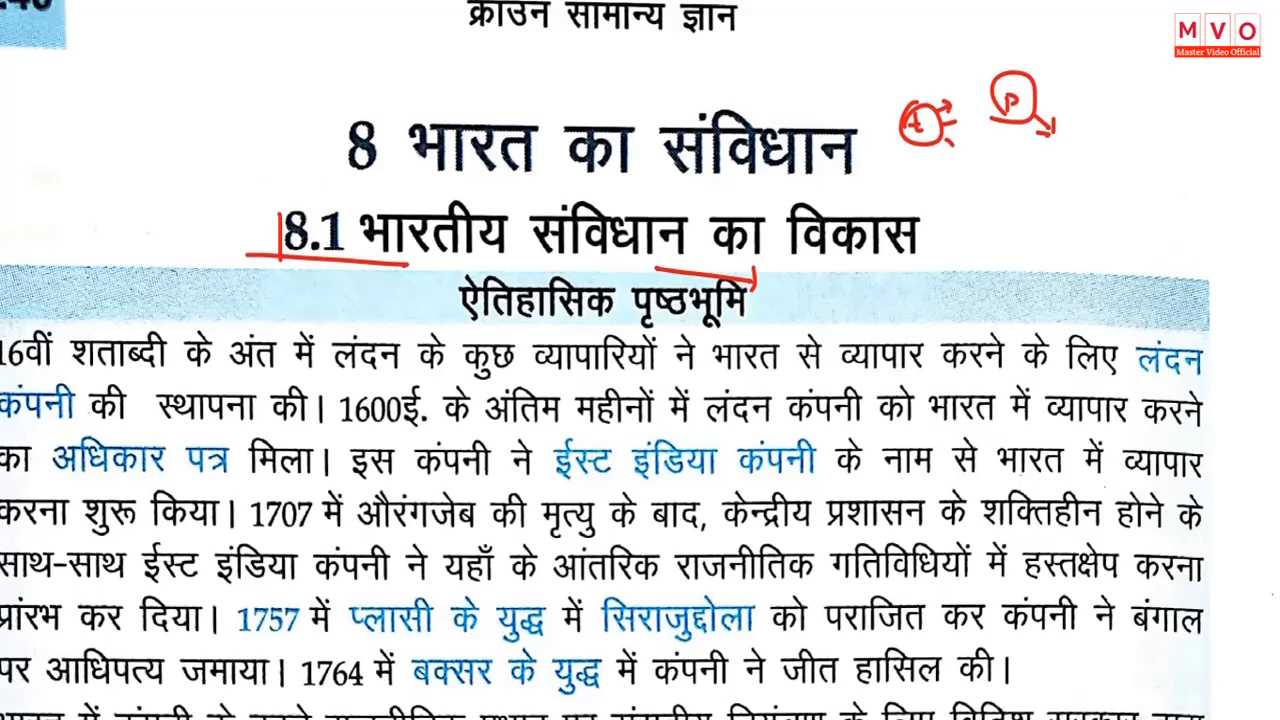 क्राउन सामान्य ज्ञान
M V O
Master Video Official
A
P
8 भारत का संविधान
8.1 भारतीय संविधान का विकास
ऐतिहासिक पृष्ठभूमि
16वीं शताब्दी के अंत में लंदन के कुछ व्यापारियों ने भारत से व्यापार करने के लिए लंदन
कंपनी की स्थापना की। 1600ई. के अंतिम महीनों में लंदन कंपनी को भारत में व्यापार करने
का अधिकार पत्र मिला। इस कंपनी ने ईस्ट इंडिया कंपनी के नाम से भारत में व्यापार
करना शुरू किया। 1707 में औरंगजेब की मृत्यु के बाद, केन्द्रीय प्रशासन के शक्तिहीन होने के
साथ-साथ ईस्ट इंडिया कंपनी ने यहाँ के आंतरिक राजनीतिक गतिविधियों में हस्तक्षेप करना
प्रारंभ कर दिया। 1757 में प्लासी के युद्ध में सिराजुद्दोला को पराजित कर कंपनी ने बंगाल
पर आधिपत्य जमाया। 1764 में बक्सर के युद्ध में कंपनी ने जीत हासिल की।